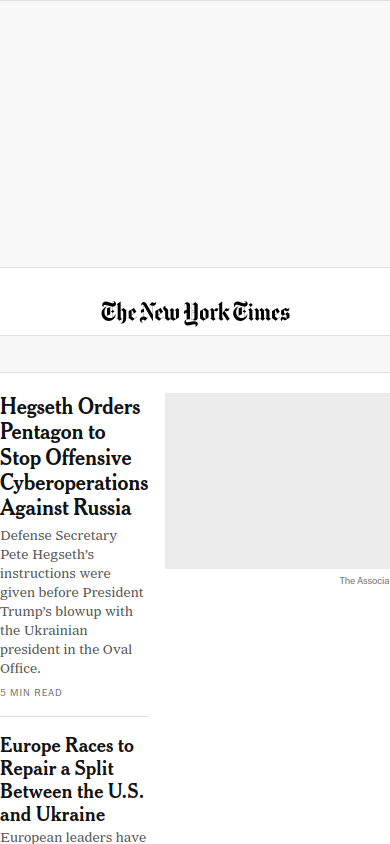 The New York Times
Hegseth Orders
Pentagon to
Stop Offensive
Cyberoperations
Against Russia
Defense Secretary
Pete Hegseth’s
instructions were
given before President
Trump’s blowup with
the Ukrainian
president in the Oval
Office.
5 MIN READ
The Associa
Europe Races to
Repair a Split
Between the U.S.
and Ukraine
European leaders have